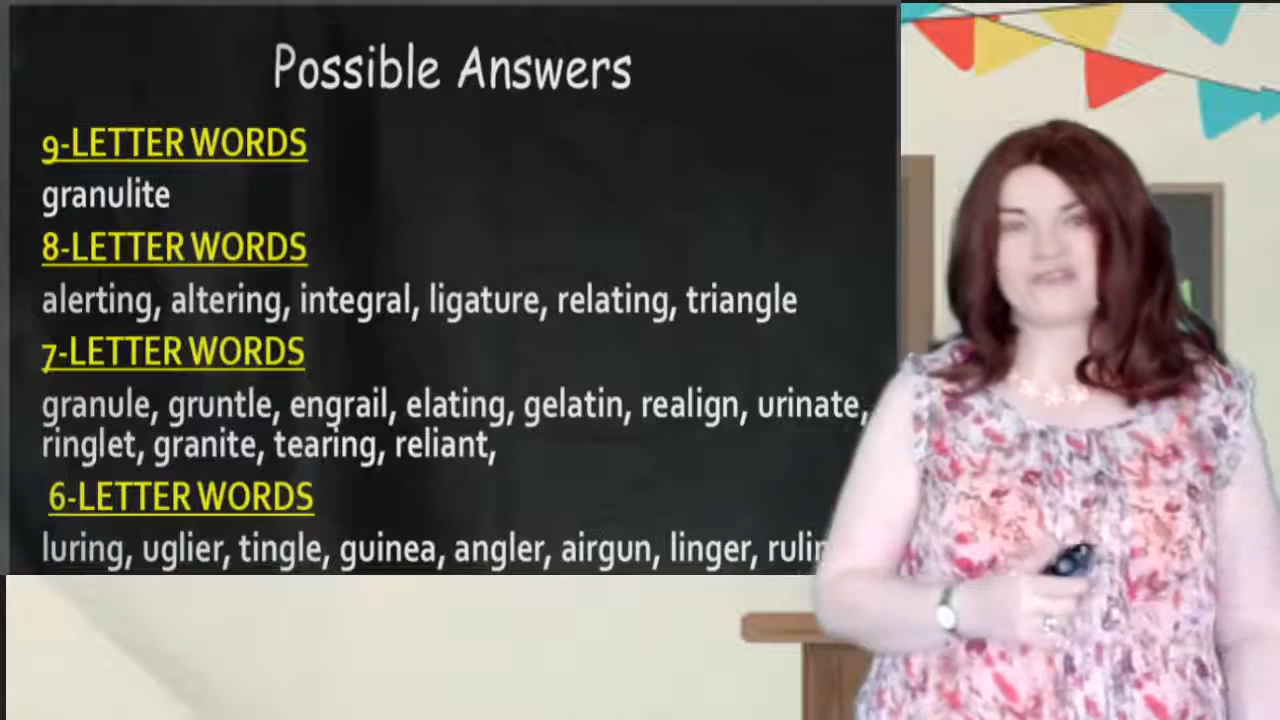 Possible Answers
9-LETTER WORDS
granulite
8-LETTER WORDS
alerting, altering, integral, ligature, relating, triangle
7-LETTER WORDS
granule, gruntle, engrail, elating, gelatin, realign, urinate,
ringlet, granite, tearing, reliant,
6-LETTER WORDS
luring, uglier, tingle, guinea, angler, airgun, linger,